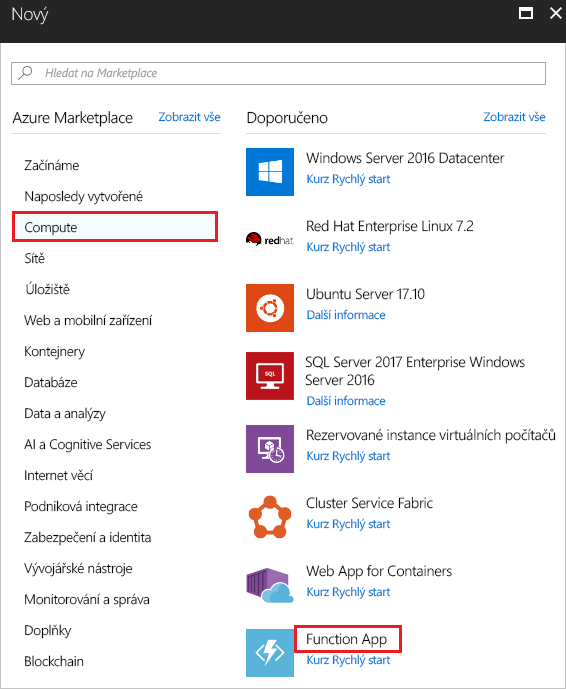 Nový
Hledat na Marketplace
Azure Marketplace
Zobrazit vše
Začínáme
Naposledy vytvořené
Compute
Sítě
Úložiště
Web a mobilní zařízení
Kontejnery
Databáze
Data a analýzy
AI a Cognitive Services
Internet věcí
Podniková integrace
Zabezpečení a identita
Vývojářské nástroje
Monitorování a správa
Doplňky
Blockchain
Doporučeno
Zobrazit vše
Windows Server 2016 Datacenter
Kurz Rychlý start
redhat
Red Hat Enterprise Linux 7.2
Kurz Rychlý start
Ubuntu Server 17.10
Další informace
SQL
SQL Server 2017 Enterprise Windows
Server 2016
Další informace
Rezervované instance virtuálních počítačů
Kurz Rychlý start
Cluster Service Fabric
Kurz Rychlý start
Web App for Containers
Kurz Rychlý start
Function App
Kurz Rychlý start